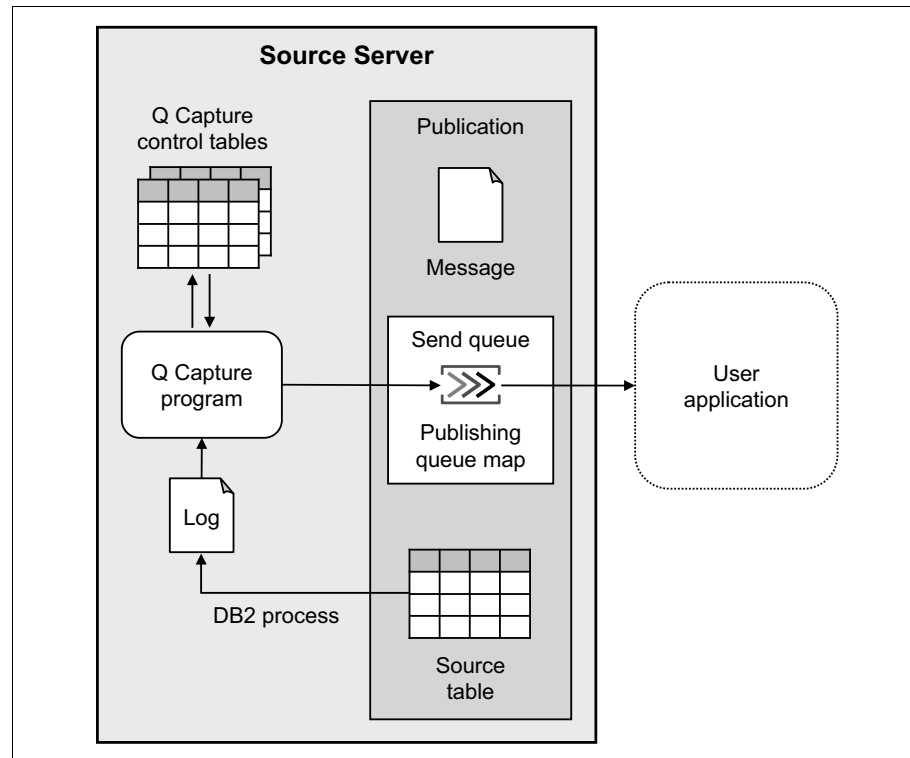 Source Server
Q Capture
control tables
Publication
Message
Send queue
Q Capture
program
User
application
Publishing
queue map
Log
DB2 process
Source
table